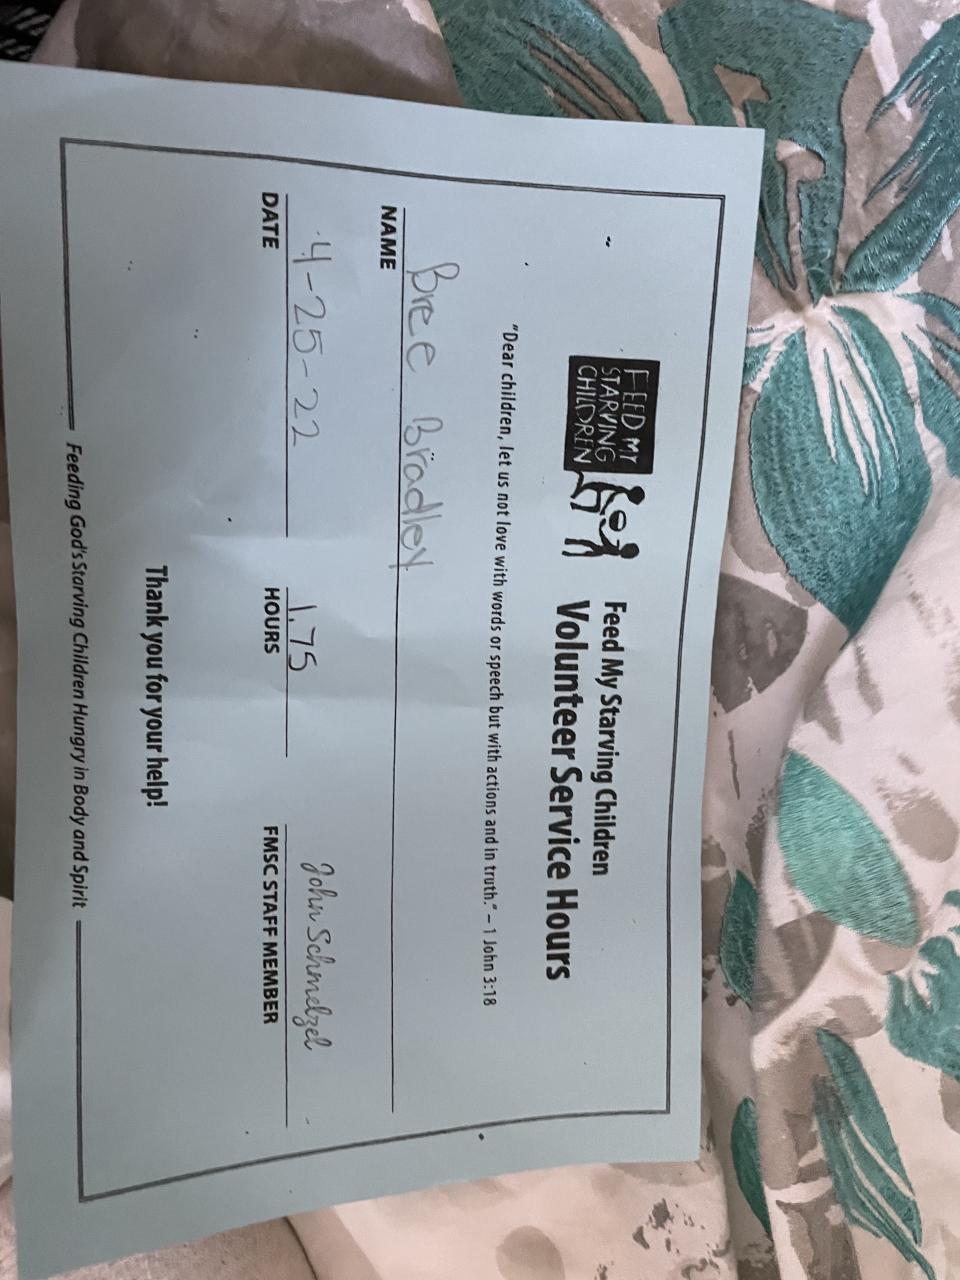 FEED MY
STARVING
CHILDREN
Feed My Starving Children
Volunteer Service Hours
"Dear children, let us not love with words or speech but with actions and in truth." – 1 John 3:18
Bree Bradley
NAME
4-25-22 1.75 John Schmelzel
DATE HOURS FMSC STAFF MEMBER
Thank you for your help!
Feeding God's Starving Children Hungry in Body and Spirit